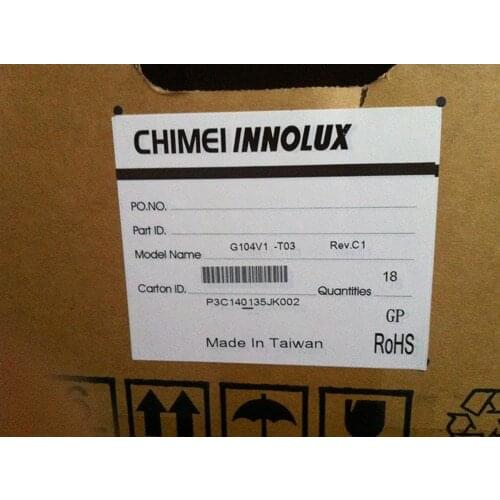 CHIMEI INNOLUX
PO.NO.
Part ID.
Model Name G104V1 -T03 Rev.C1
Carton ID. Quantities 18
P3C140135JK002
GP
Made In Taiwan RoHS